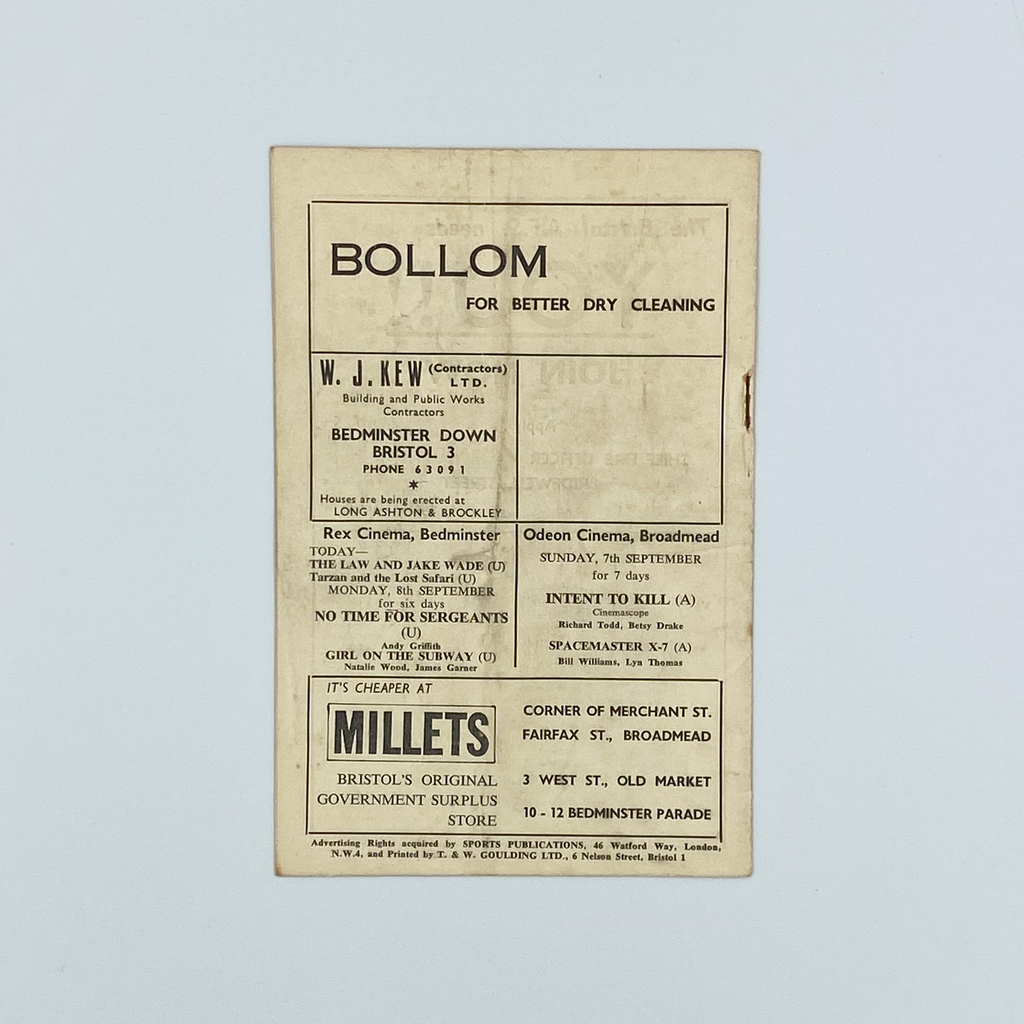 BOLLOM
FOR BETTER DRY CLEANING
W. J. KEW (Contractors) LTD.
Building and Public Works
Contractors
BEDMINSTER DOWN
BRISTOL 3
PHONE 63091
*
Houses are being erected at
LONG ASHTON & BROCKLEY
Rex Cinema, Bedminster
TODAY—
THE LAW AND JAKE WADE (U)
Tarzan and the Lost Safari (U)
MONDAY, 8th SEPTEMBER
for six days
NO TIME FOR SERGEANTS
(U)
Andy Griffith
GIRL ON THE SUBWAY (U)
Natalie Wood, James Garner
Odeon Cinema, Broadmead
SUNDAY, 7th SEPTEMBER
for 7 days
INTENT TO KILL (A)
Cinemascope
Richard Todd, Betsy Drake
SPACEMASTER X-7 (A)
Bill Williams, Lyn Thomas
IT'S CHEAPER AT
MILLETS
BRISTOL'S ORIGINAL
GOVERNMENT SURPLUS
STORE
CORNER OF MERCHANT ST.
FAIRFAX ST., BROADMEAD
3 WEST ST., OLD MARKET
10 - 12 BEDMINSTER PARADE
Advertising Rights acquired by SPORTS PUBLICATIONS, 46 Watford Way, London,
N.W.4, and Printed by T. & W. GOULDING LTD., 6 Nelson Street, Bristol 1